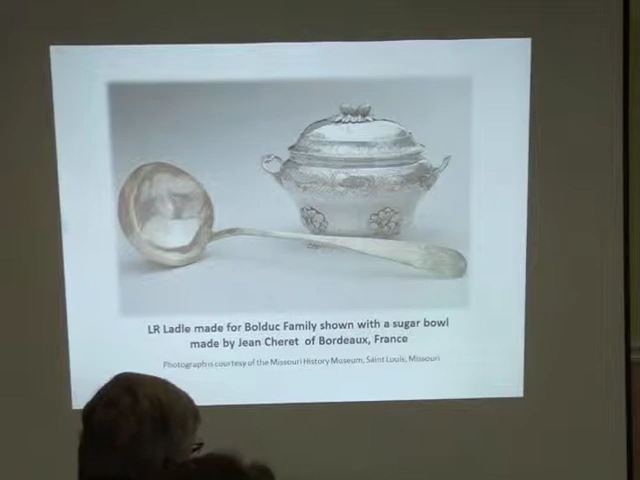 LR Ladle made for Bolduc Family shown with a sugar bowl
made by Jean Cheret of Bordeaux, France
Photograph is courtesy of the Missouri History Museum, Saint Louis, Missouri